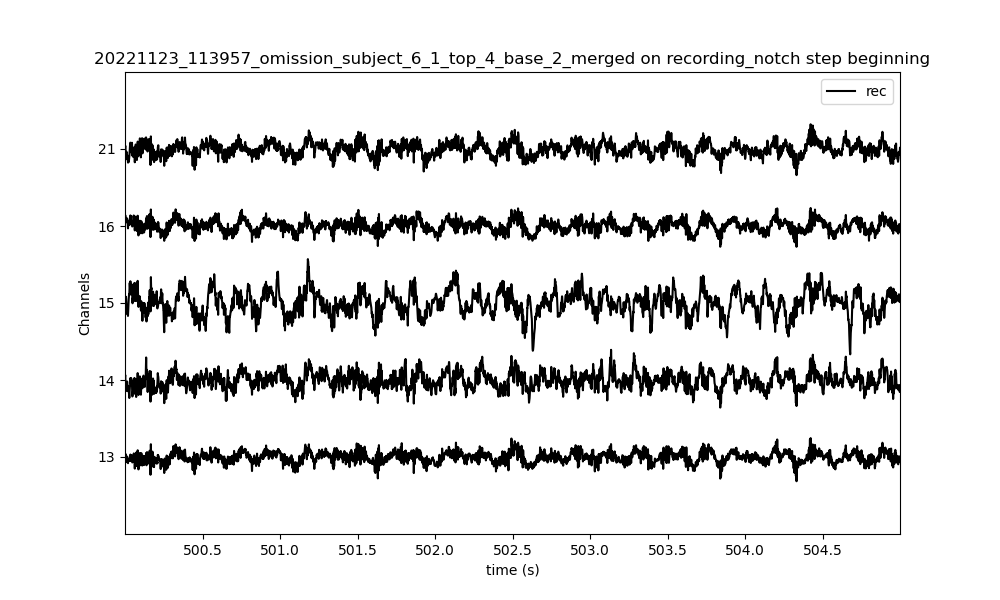 20221123_113957_omission_subject_6_1_top_4_base_2_merged on recording_notch step beginning
rec
21
16
15
14
13
Channels
500.5 501.0 501.5 502.0 502.5 503.0 503.5 504.0 504.5
time (s)